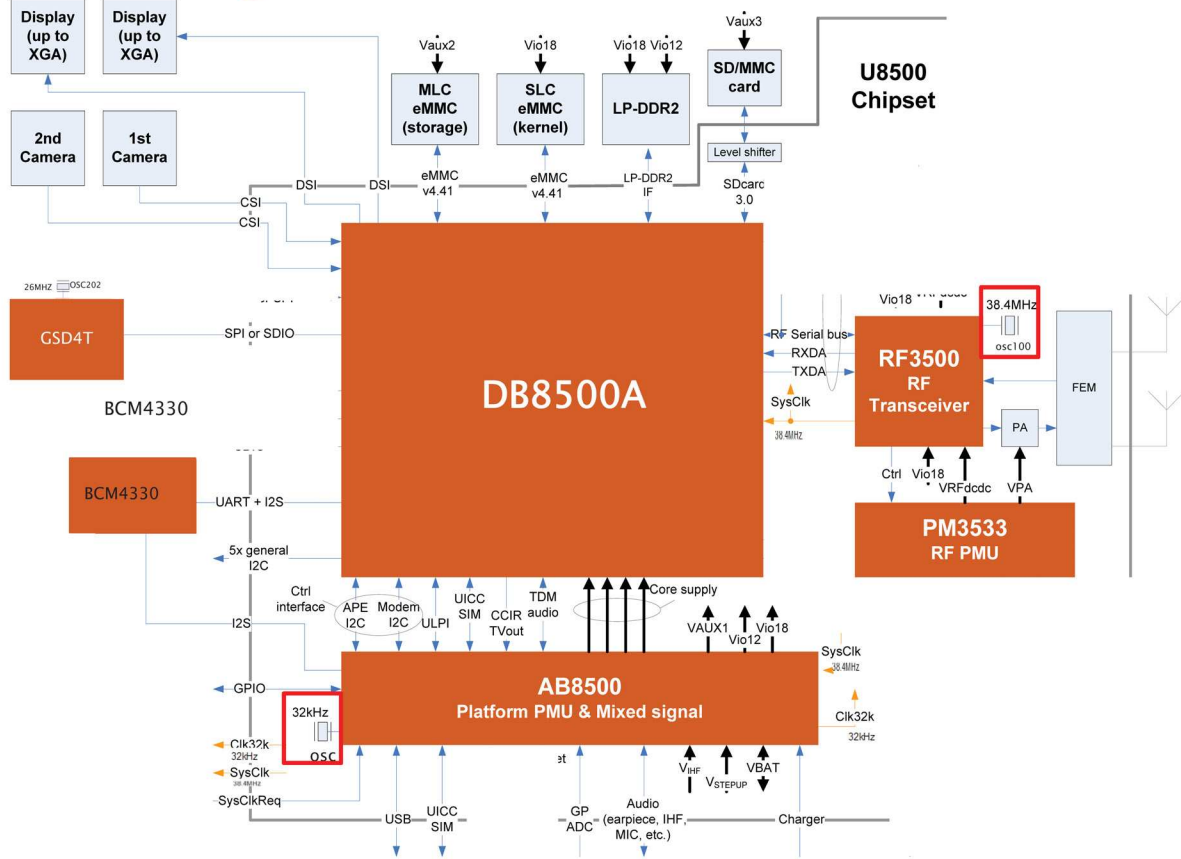 Display
(up to
XGA)
Display
(up to
XGA)
Vaux2
Vio18
Vio18
Vio12
Vaux3
MLC
eMMC
(storage)
SLC
eMMC
(kernel)
LP-DDR2
SD/MMC
card
U8500
Chipset
2nd
Camera
1st
Camera
Level shifter
DSI
DSI
eMMC
v4.41
eMMC
v4.41
LP-DDR2
IF
SDcard
3.0
CSI
CSI
26MHZ
OSC202
GSD4T
SPI or SDIO
BCM4330
DB8500A
RF Serial bus
RXDA
TXDA
SysClk
38.4MHz
Vio18
VRFdcdc
38.4MHz
osc100
RF3500
RF
Transceiver
FEM
PA
Ctrl
Vio18
VRFdcdc
VPA
PM3533
RF PMU
BCM4330
UART + I2S
5x general
I2C
I2S
Ctrl
interface
APE
I2C
Modem
I2C
ULPI
UICC
SIM
CCIR
TVout
TDM
audio
Core supply
VAUX1
Vio12
Vio18
SysClk
38.4MHz
AB8500
Platform PMU & Mixed signal
GPIO
32kHz
OSC
Clk32k
32kHz
Clk32k
32kHz
SysClk
38.4MHz
SysClkReq
et
VIHF
VSTEPUP
VBAT
USB
UICC
SIM
GP
ADC
Audio
(earpiece, IHF,
MIC, etc.)
Charger